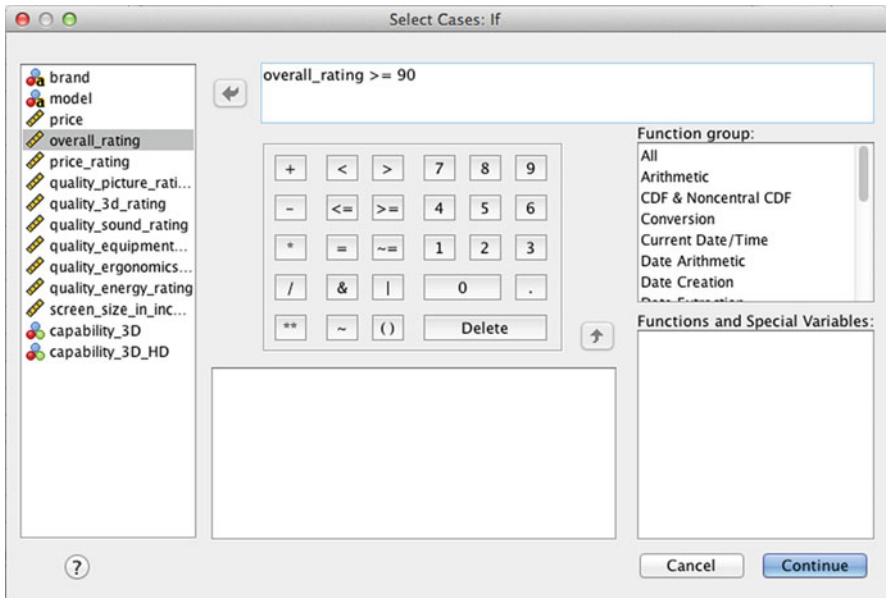 Select Cases: If
brand
model
price
overall_rating
price_rating
quality_picture_rati...
quality_3d_rating
quality_sound_rating
quality_equipment...
quality_ergonomics...
quality_energy_rating
screen_size_in_inc...
capability_3D
capability_3D_HD
overall_rating >= 90
+ < > 7 8 9
- <= >= 4 5 6
* = ~= 1 2 3
/ & | 0 .
** ~ () Delete
Function group:
All
Arithmetic
CDF & Noncentral CDF
Conversion
Current Date/Time
Date Arithmetic
Date Creation
Date Extraction
Functions and Special Variables:
?
Cancel
Continue